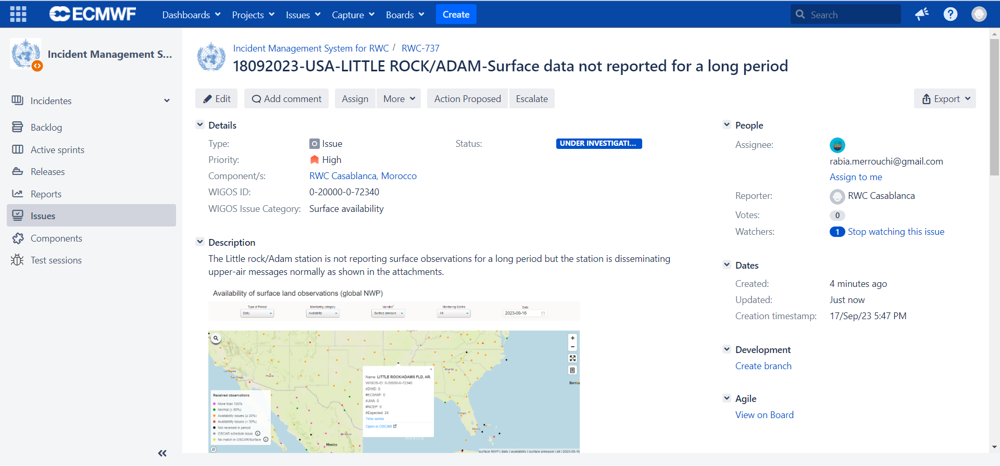 ECMWF
Dashboards Projects Issues Capture Boards Create
Search
Incident Management S...
Incidentes
Backlog
Active sprints
Releases
Reports
Issues
Components
Test sessions
Incident Management System for RWC / RWC-737
18092023-USA-LITTLE ROCK/ADAM-Surface data not reported for a long period
Edit Add comment Assign More Action Proposed Escalate Export
Details
Type: Issue
Status: UNDER INVESTIGATI...
Priority: High
Component/s: RWC Casablanca, Morocco
WIGOS ID: 0-20000-0-72340
WIGOS Issue Category: Surface availability
Description
The Little rock/Adam station is not reporting surface observations for a long period but the station is disseminating
upper-air messages normally as shown in the attachments.
Availability of surface land observations (global NWP)
Type of Period Monitoring category Variable* Monitoring Centre Date
Daily Availability Surface pressure All 2023-09-16
Los Angeles
San Diego
Phoenix
Atlanta
Name: LITTLE ROCK/ADAMS FLD, AR.
WIGOS-ID: 0-20000-0-72340
#DWD: 0
#ECMWF: 0
#JMA: 0
#NCEP: 0
#Expected: 24
Time series
Open in OSCAR
Received observations
More than 100%
Normal (≥ 80%)
Availability issues (≥ 30%)
Availability issues (< 30%)
Not received in period
OSCAR schedule issue
No match in OSCAR/Surface
Monterrey
Mexico
Mexico
Tampa
Miami
surface NWP | daily | availability | surface pressure | all | 2023-09-16
People
Assignee:
rabia.merrouchi@gmail.com
Assign to me
Reporter: RWC Casablanca
Votes: 0
Watchers: 1 Stop watching this issue
Dates
Created: 4 minutes ago
Updated: Just now
Creation timestamp: 17/Sep/23 5:47 PM
Development
Create branch
Agile
View on Board